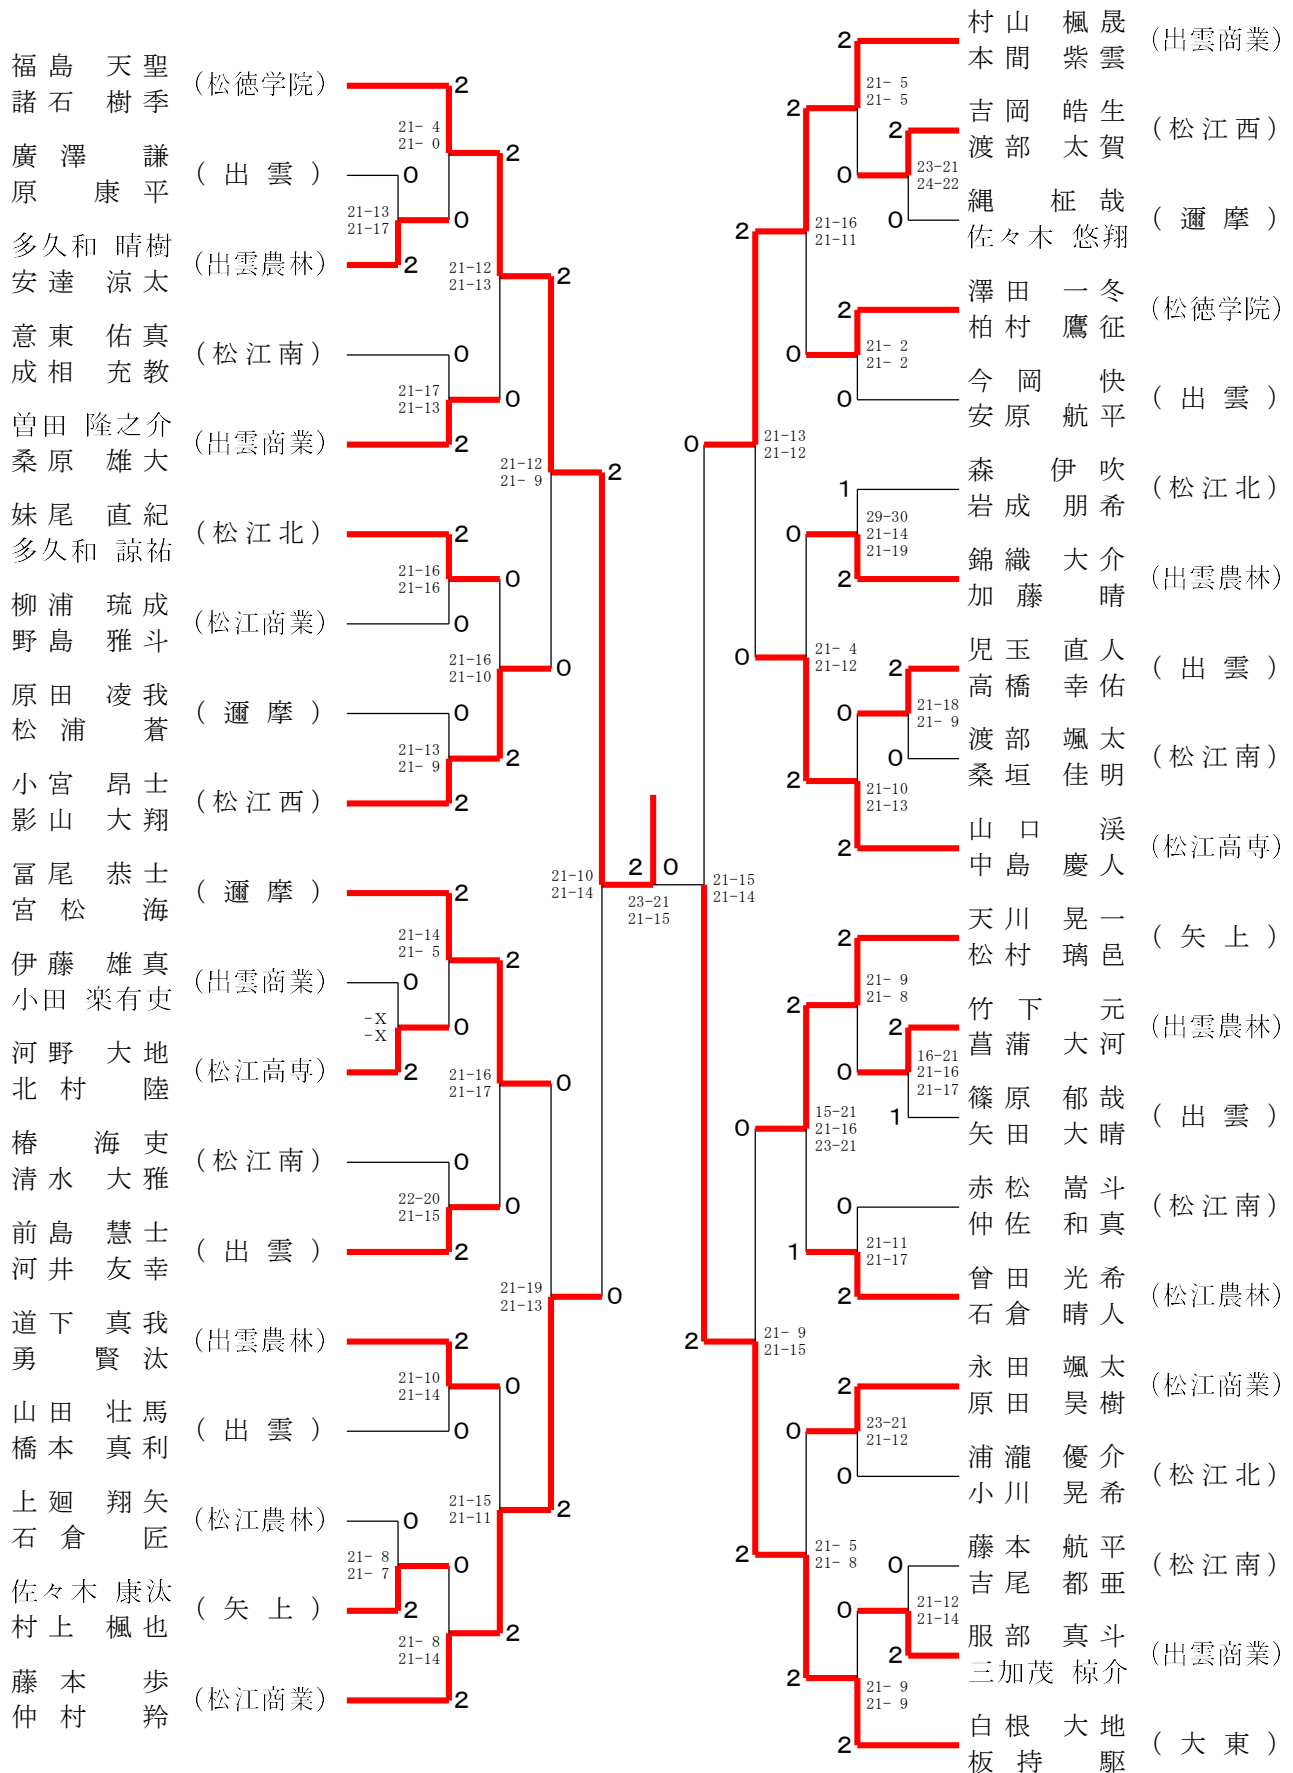 福島 天聖
諸石 樹季
(松徳学院)
2
21- 4
21- 0
2
廣澤 謙
原 康平
(出雲)
0
21-13
21-17
0
多久和 晴樹
安達 涼太
(出雲農林)
2
21-12
21-13
2
意東 佑真
成相 充教
(松江南)
0
21-17
21-13
0
曽田 隆之介
桑原 雄大
(出雲商業)
2
21-12
21- 9
2
妹尾 直紀
多久和 諒祐
(松江北)
2
21-16
21-16
0
柳浦 琉成
野島 雅斗
(松江商業)
0
21-16
21-10
0
原田 凌我
松浦 蒼
(邇摩)
0
21-13
21- 9
2
小宮 昂士
影山 大翔
(松江西)
2
21-10
21-14
冨尾 恭士
宮松 海
(邇摩)
2
21-14
21- 5
2
伊藤 雄真
小田 楽有吏
(出雲商業)
0
-X
-X
0
河野 大地
北村 陸
(松江高専)
2
21-16
21-17
0
椿 海吏
清水 大雅
(松江南)
0
22-20
21-15
0
前島 慧士
河井 友幸
(出雲)
2
21-19
21-13
0
道下 真我
勇 賢汰
(出雲農林)
2
21-10
21-14
0
山田 壮馬
橋本 真利
(出雲)
0
21-15
21-11
2
上廻 翔矢
石倉 匠
(松江農林)
0
21- 8
21- 7
0
佐々木 康汰
村上 楓也
(矢上)
2
21- 8
21-14
2
藤本 歩
仲村 羚
(松江商業)
2
2 0
23-21
21-15
村山 楓晟
本間 紫雲
(出雲商業)
2
21- 5
21- 5
2
吉岡 皓生
渡部 太賀
(松江西)
2
23-21
24-22
0
縄 柾哉
佐々木 悠翔
(邇摩)
0
21-16
21-11
2
澤田 一冬
柏村 鷹征
(松徳学院)
2
21- 2
21- 2
0
今岡 快
安原 航平
(出雲)
0
21-13
21-12
0
森 伊吹
岩成 朋希
(松江北)
1
29-30
21-14
21-19
0
錦織 大介
加藤 晴
(出雲農林)
2
21- 4
21-12
0
児玉 直人
高橋 幸佑
(出雲)
2
21-18
21- 9
0
渡部 颯太
桑垣 佳明
(松江南)
0
21-10
21-13
2
山口 渓
中島 慶人
(松江高専)
2
21-15
21-14
天川 晃一
松村 璃邑
(矢上)
2
21- 9
21- 8
2
竹下 元
菖蒲 大河
(出雲農林)
2
16-21
21-16
21-17
0
篠原 郁哉
矢田 大晴
(出雲)
1
15-21
21-16
23-21
0
赤松 嵩斗
仲佐 和真
(松江南)
0
21-11
21-17
1
曾田 光希
石倉 晴人
(松江農林)
2
21- 9
21-15
2
永田 颯太
原田 昊樹
(松江商業)
2
23-21
21-12
0
浦瀧 優介
小川 晃希
(松江北)
0
21- 5
21- 8
2
藤本 航平
吉尾 都亜
(松江南)
0
21-12
21-14
0
服部 真斗
三加茂 椋介
(出雲商業)
2
21- 9
21- 9
2
白根 大地
板持 駆
(大東)
2